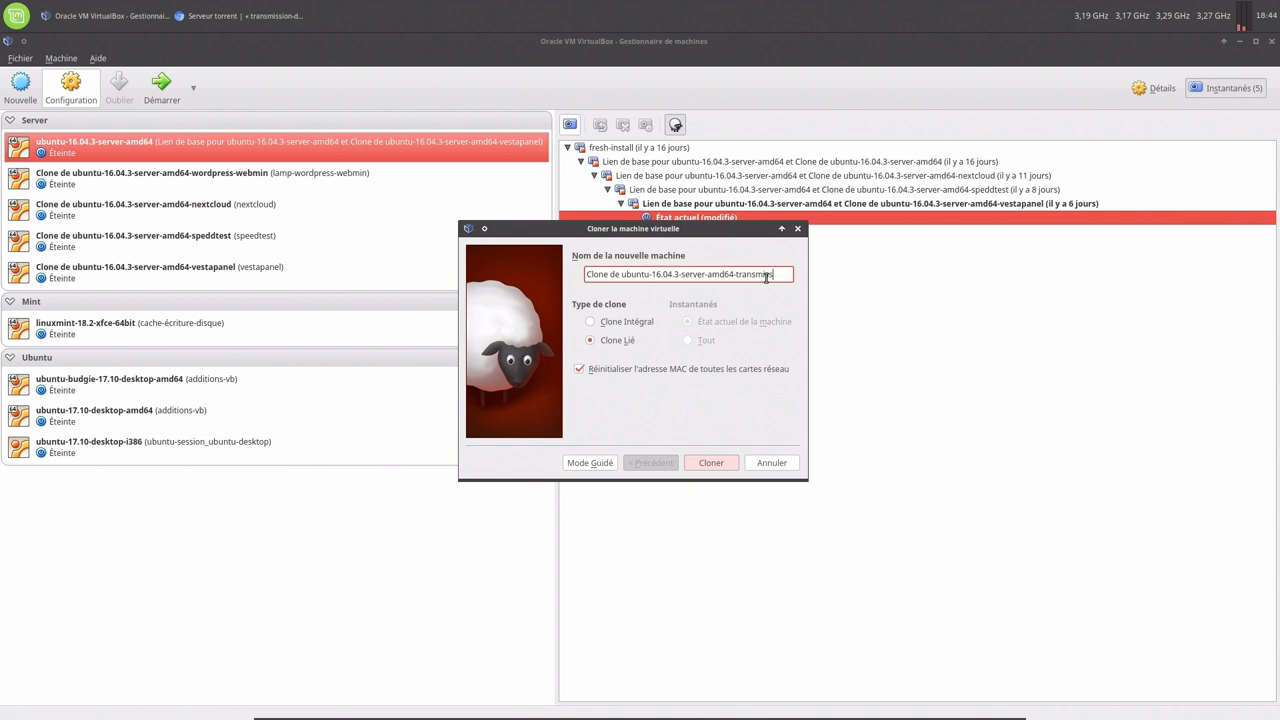 Oracle VM VirtualBox - Gestionnai...
Serveur torrent | « transmission-d...
3,19 GHz 3,17 GHz 3,29 GHz 3,27 GHz 18:44
Oracle VM VirtualBox - Gestionnaire de machines
Fichier Machine Aide
Nouvelle Configuration Oublier Démarrer
Détails Instantanés (5)
Server
ubuntu-16.04.3-server-amd64 (Lien de base pour ubuntu-16.04.3-server-amd64 et Clone de ubuntu-16.04.3-server-amd64-vestapanel)
Éteinte
Clone de ubuntu-16.04.3-server-amd64-wordpress-webmin (lamp-wordpress-webmin)
Éteinte
Clone de ubuntu-16.04.3-server-amd64-nextcloud (nextcloud)
Éteinte
Clone de ubuntu-16.04.3-server-amd64-speddtest (speedtest)
Éteinte
Clone de ubuntu-16.04.3-server-amd64-vestapanel (vestapanel)
Éteinte
Mint
linuxmint-18.2-xfce-64bit (cache-écriture-disque)
Éteinte
Ubuntu
ubuntu-budgie-17.10-desktop-amd64 (additions-vb)
Éteinte
ubuntu-17.10-desktop-amd64 (additions-vb)
Éteinte
ubuntu-17.10-desktop-i386 (ubuntu-session_ubuntu-desktop)
Éteinte
fresh-install (il y a 16 jours)
Lien de base pour ubuntu-16.04.3-server-amd64 et Clone de ubuntu-16.04.3-server-amd64 (il y a 16 jours)
Lien de base pour ubuntu-16.04.3-server-amd64 et Clone de ubuntu-16.04.3-server-amd64-nextcloud (il y a 11 jours)
Lien de base pour ubuntu-16.04.3-server-amd64 et Clone de ubuntu-16.04.3-server-amd64-speddtest (il y a 8 jours)
Lien de base pour ubuntu-16.04.3-server-amd64 et Clone de ubuntu-16.04.3-server-amd64-vestapanel (il y a 6 jours)
État actuel (modifié)
Cloner la machine virtuelle
Nom de la nouvelle machine
Clone de ubuntu-16.04.3-server-amd64-transmis
Type de clone
Instantanés
Clone Intégral
État actuel de la machine
Clone Lié
Tout
Réinitialiser l'adresse MAC de toutes les cartes réseau
Mode Guidé < Précédent Cloner Annuler